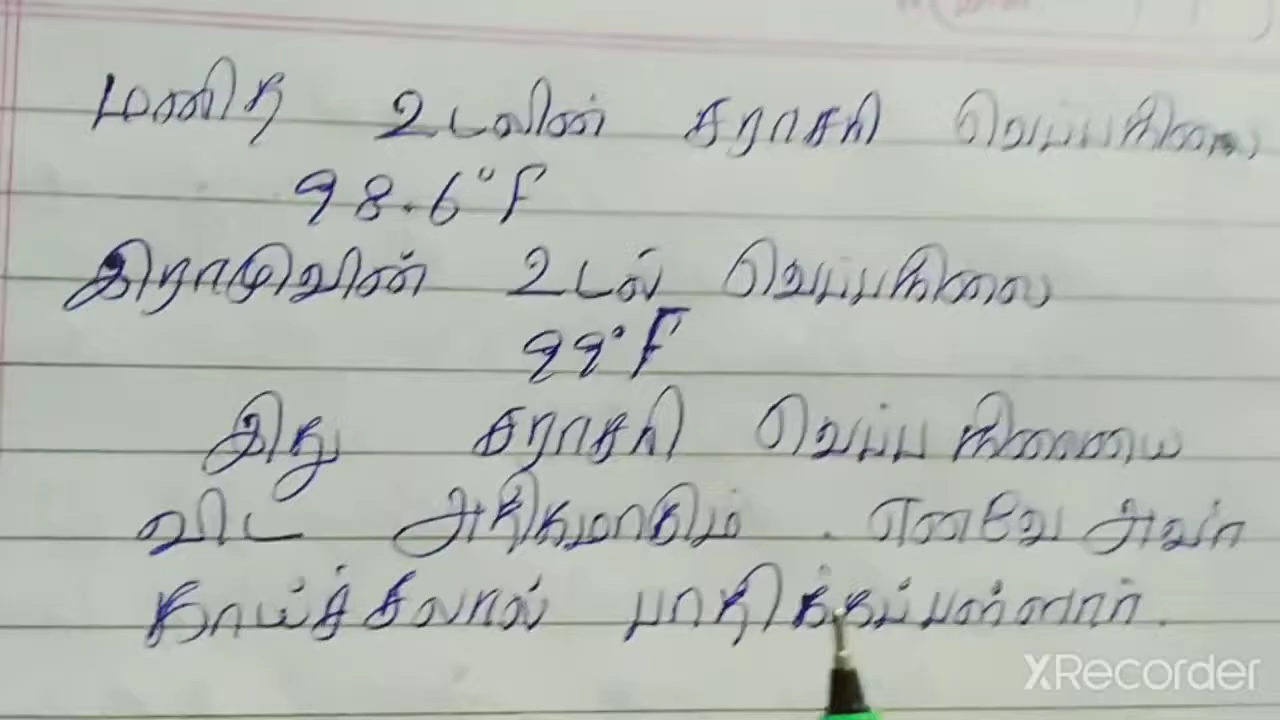 மனித உடலின் சராசரி வெப்பநிலை
98.6°F
இராமுவின் உடல் வெப்பநிலை
99°F
இது சராசரி வெப்பநிலையை
விட அதிகமாகும். எனவே அவர்
காய்ச்சலால் பாதிக்கப்பள்ளார்.
XRecorder